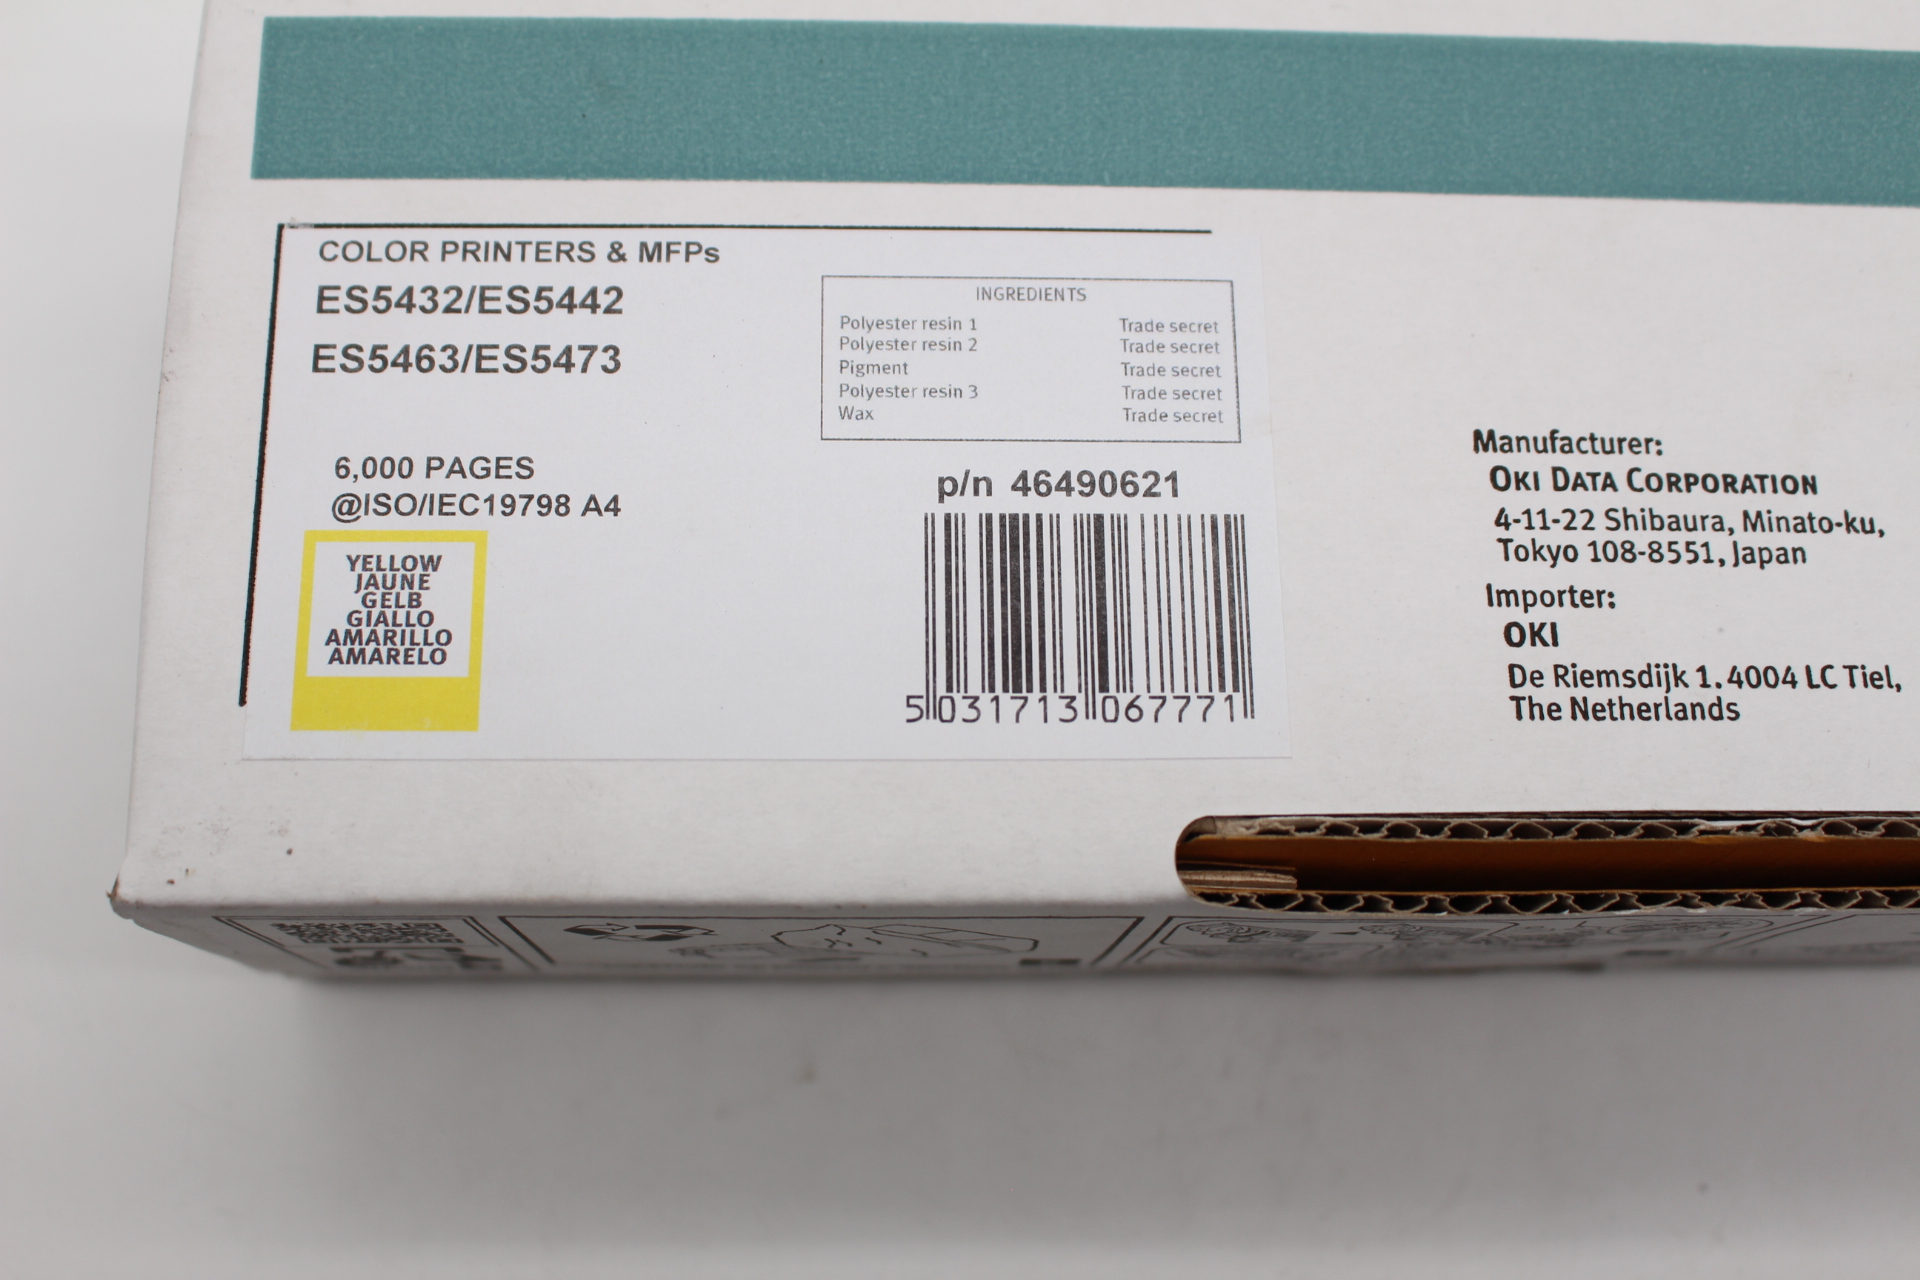 COLOR PRINTERS & MFPs
ES5432/ES5442
ES5463/ES5473
6,000 PAGES
@ISO/IEC19798 A4
YELLOW
JAUNE
GELB
GIALLO
AMARILLO
AMARELO
INGREDIENTS
Polyester resin 1 Trade secret
Polyester resin 2 Trade secret
Pigment Trade secret
Polyester resin 3 Trade secret
Wax Trade secret
p/n 46490621
5 031713 067771
Manufacturer:
OKI DATA CORPORATION
4-11-22 Shibaura, Minato-ku,
Tokyo 108-8551, Japan
Importer:
OKI
De Riemsdijk 1. 4004 LC Tiel,
The Netherlands